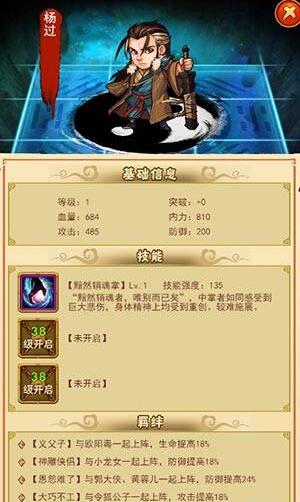 杨过
基础信息
等级：1 突破：+0
血量：684 内力：810
攻击：485 防御：200
技能
【黯然销魂掌】Lv.1 技能强度：135
“黯然销魂者，唯别而已矣”，中掌者如同感受到
巨大悲伤，身体精神上均受到重创。较难施展。
38
级开启
【未开启】
38
级开启
【未开启】
羁绊
【义父子】与欧阳毒一起上阵，生命提高18%
【神雕侠侣】与小龙女一起上阵，防御提高18%
【恩怨难了】与郭大侠、黄蓉儿一起上阵，防御提高24%
【大巧不工】与令狐公子一起上阵，攻击提高18%